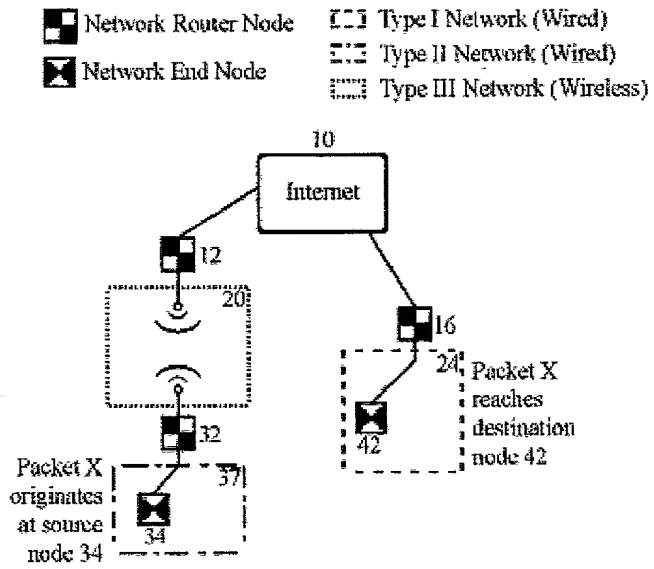 Network Router Node
Network End Node
Type I Network (Wired)
Type II Network (Wired)
Type III Network (Wireless)
10
Internet
12
20
16
24
42
Packet X
reaches
destination
node 42
32
37
34
Packet X
originates
at source
node 34